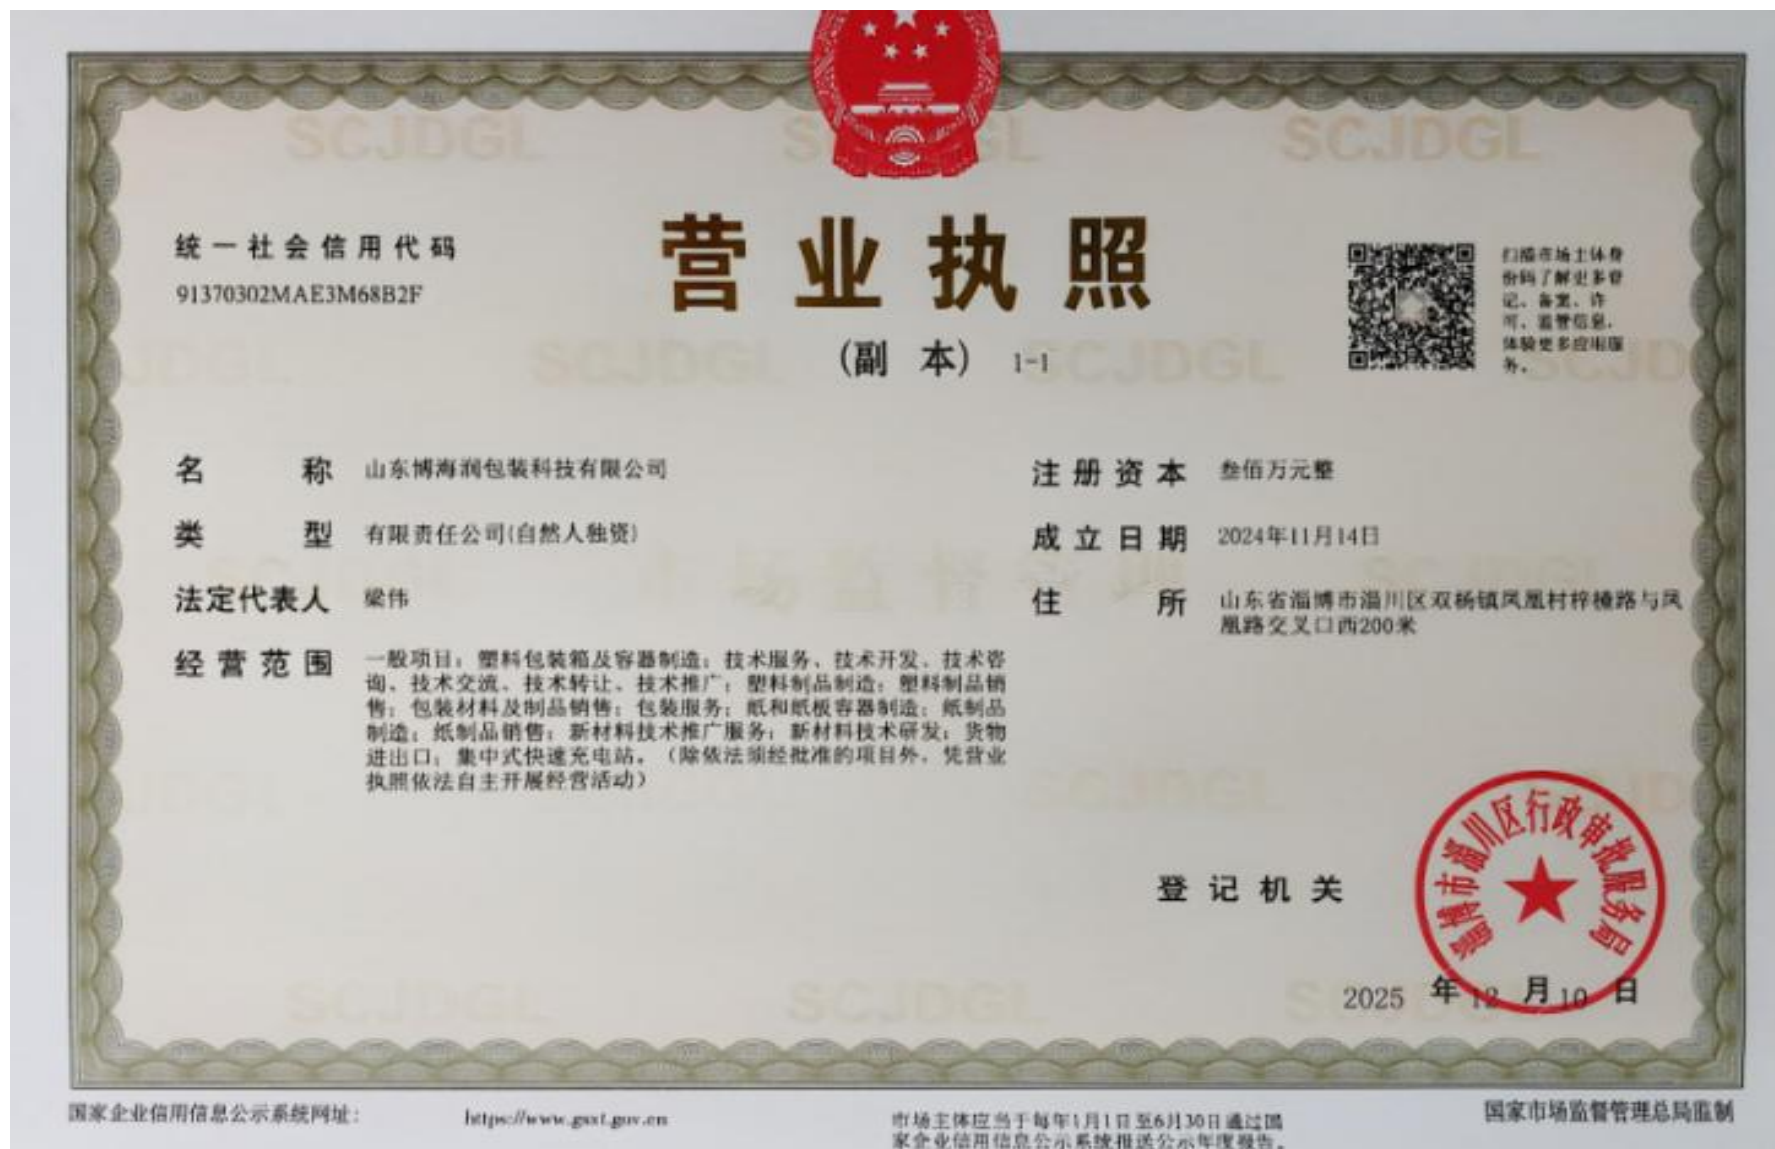 统一社会信用代码
91370302MAE3M68B2F
营业执照
(副 本) 1-1
扫描市场主体身
份码了解更多登
记、备案、许
可、监管信息,
体验更多应用服
务。
名 称 山东博海润包装科技有限公司
类 型 有限责任公司(自然人独资)
法定代表人 梁伟
经营范围 一般项目:塑料包装箱及容器制造;技术服务、技术开发、技术咨
询、技术交流、技术转让、技术推广;塑料制品制造;塑料制品销
售;包装材料及制品销售;包装服务;纸和纸板容器制造;纸制品
制造;纸制品销售;新材料技术推广服务;新材料技术研发;货物
进出口;集中式快速充电站。(除依法须经批准的项目外,凭营业
执照依法自主开展经营活动)
注册资本 叁佰万元整
成立日期 2024年11月14日
住 所 山东省淄博市淄川区双杨镇凤凰村梓橦路与凤
凰路交叉口西200米
登记机关
淄博市淄川区行政审批服务局
2025 年 12 月 10 日
国家企业信用信息公示系统网址:
https://www.gsxt.gov.cn
市场主体应当于每年1月1日至6月30日通过国
家企业信用信息公示系统报送公示年度报告。
国家市场监督管理总局监制
SCJDGL